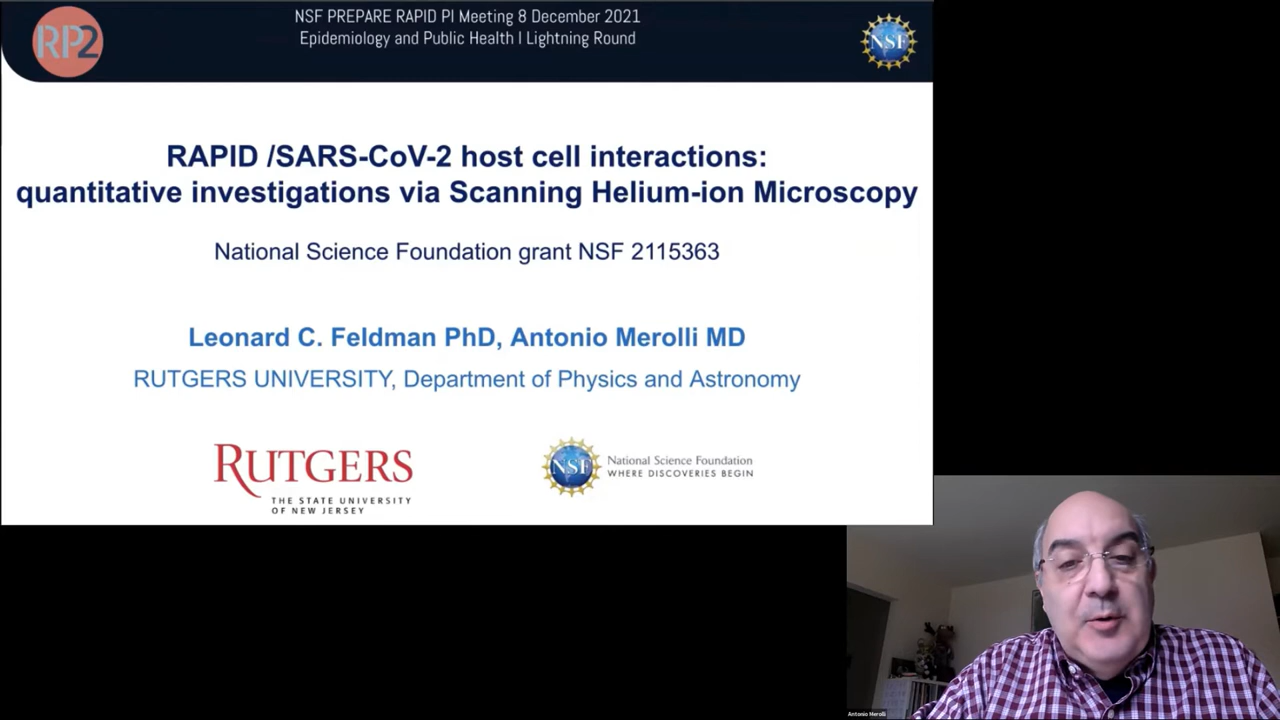 RP2
NSF PREPARE RAPID PI Meeting 8 December 2021
Epidemiology and Public Health I Lightning Round
NSF
RAPID /SARS-CoV-2 host cell interactions:
quantitative investigations via Scanning Helium-ion Microscopy
National Science Foundation grant NSF 2115363
Leonard C. Feldman PhD, Antonio Merolli MD
RUTGERS UNIVERSITY, Department of Physics and Astronomy
RUTGERS
THE STATE UNIVERSITY
OF NEW JERSEY
NSF
National Science Foundation
WHERE DISCOVERIES BEGIN
Antonio Merolli